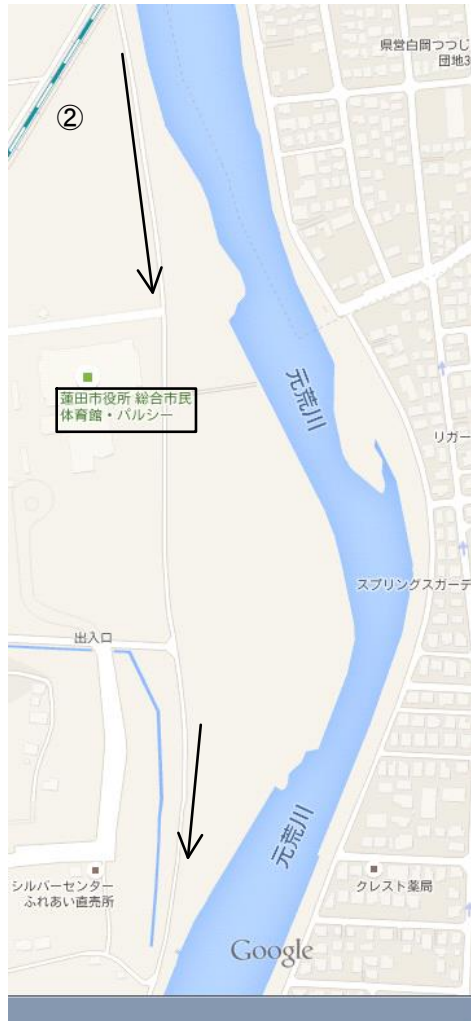 県営白岡つつじ
団地3
②
元荒川
蓮田市役所 総合市民
体育館・パルシー
リガー
スプリングスガーデ
出入口
元荒川
シルバーセンター
ふれあい直売所
クレスト薬局
Google